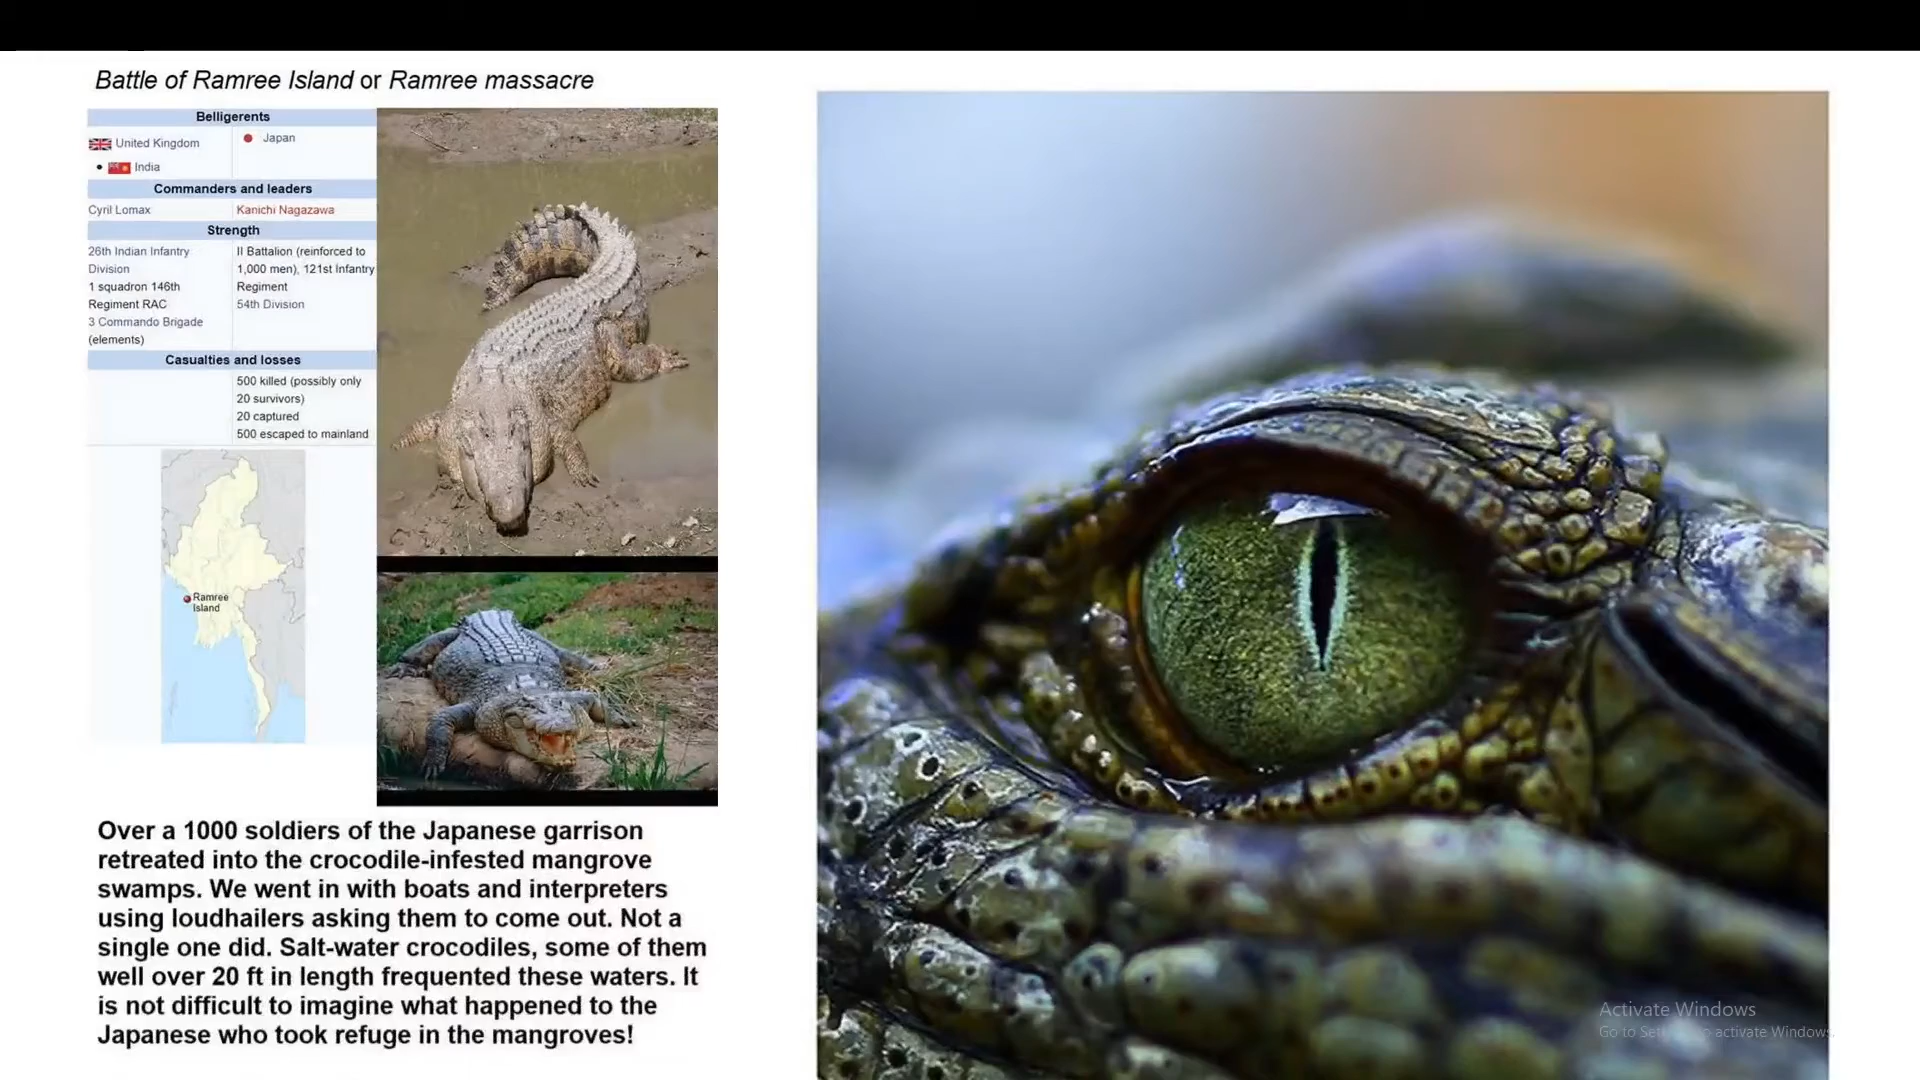 Battle of Ramree Island or Ramree massacre
Belligerents
United Kingdom
• India
Japan
Commanders and leaders
Cyril Lomax
Kanichi Nagazawa
Strength
26th Indian Infantry
Division
1 squadron 146th
Regiment RAC
3 Commando Brigade
(elements)
II Battalion (reinforced to
1,000 men), 121st Infantry
Regiment
54th Division
Casualties and losses
500 killed (possibly only
20 survivors)
20 captured
500 escaped to mainland
Ramree
Island
Over a 1000 soldiers of the Japanese garrison
retreated into the crocodile-infested mangrove
swamps. We went in with boats and interpreters
using loudhailers asking them to come out. Not a
single one did. Salt-water crocodiles, some of them
well over 20 ft in length frequented these waters. It
is not difficult to imagine what happened to the
Japanese who took refuge in the mangroves!
Activate Windows
Go to activate Windows.